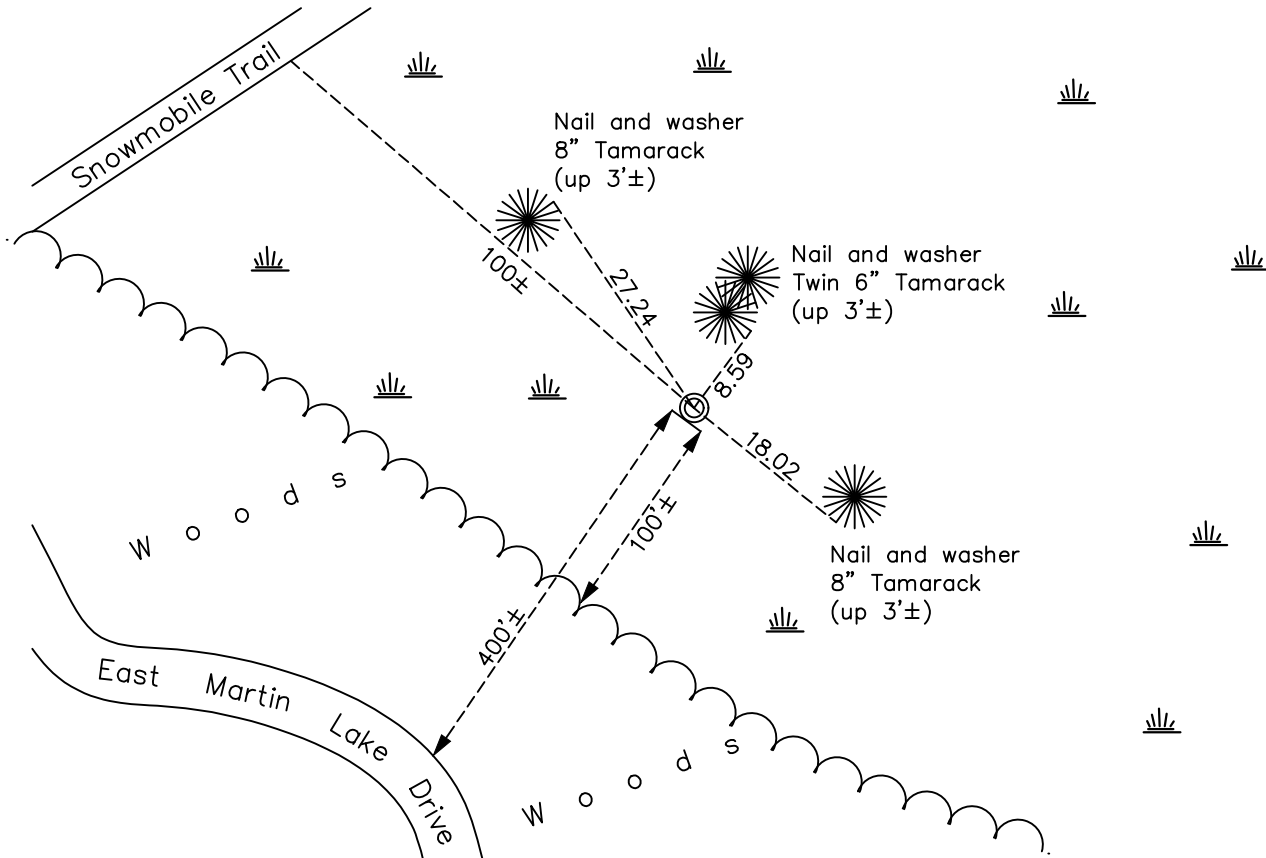 Snowmobile Trail
Nail and washer
8" Tamarack
(up 3'±)
100±
27.24
Nail and washer
Twin 6" Tamarack
(up 3'±)
8.59
18.02
Woods
100'±
Nail and washer
8" Tamarack
(up 3'±)
400'±
East Martin Lake Drive
Woods